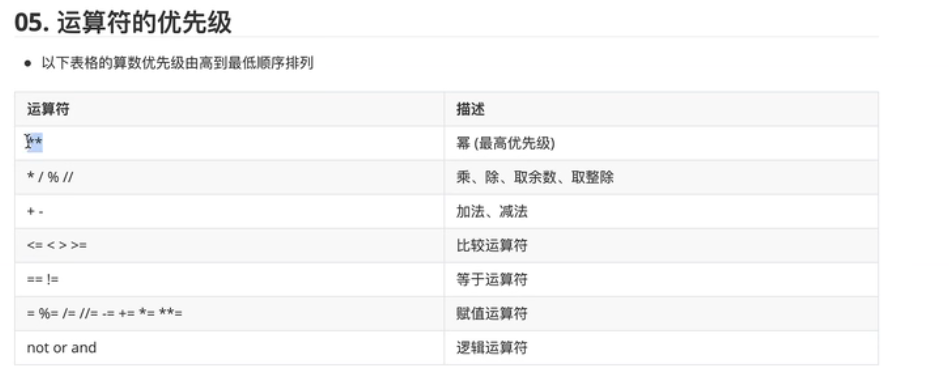 05. 运算符的优先级
● 以下表格的算数优先级由高到最低顺序排列
运算符 描述
** 幂 (最高优先级)
* / % // 乘、除、取余数、取整除
+ - 加法、减法
<= < > >= 比较运算符
== != 等于运算符
= %= /= //= -= += *= **= 赋值运算符
not or and 逻辑运算符